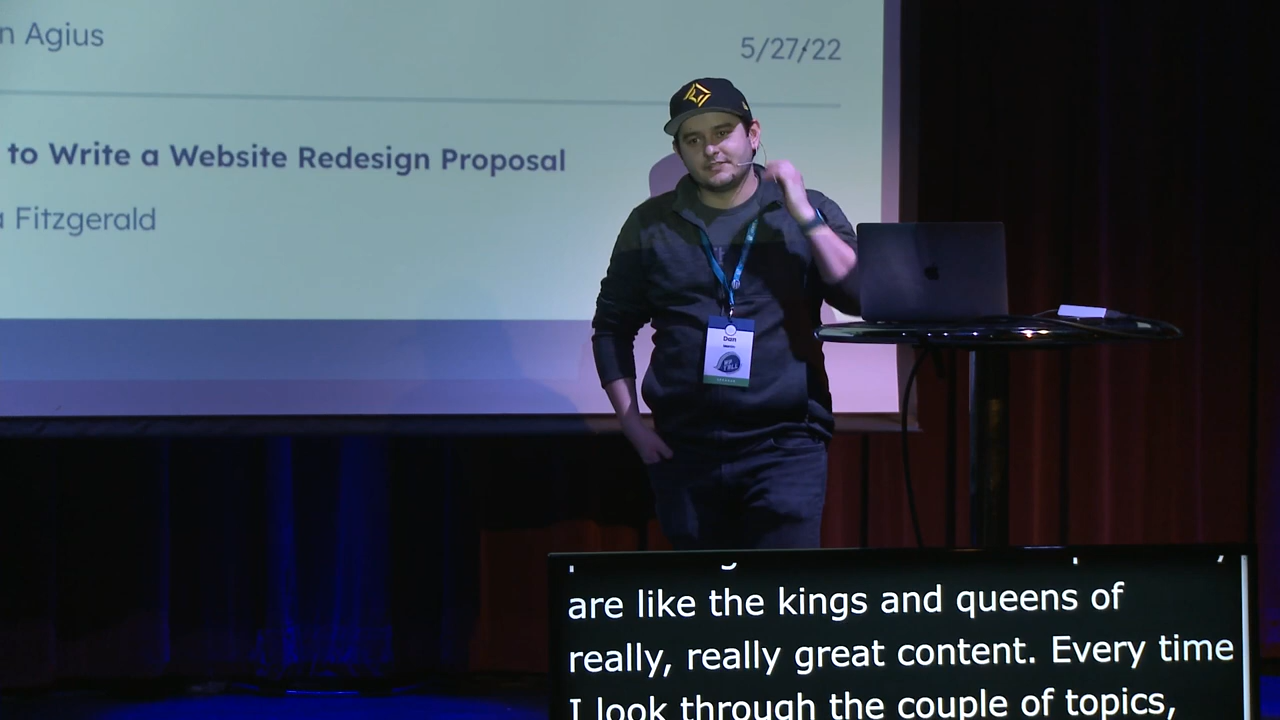 n Agius
5/27/22
to Write a Website Redesign Proposal
a Fitzgerald
Dan
are like the kings and queens of
really, really great content. Every time
I look through the couple of topics,